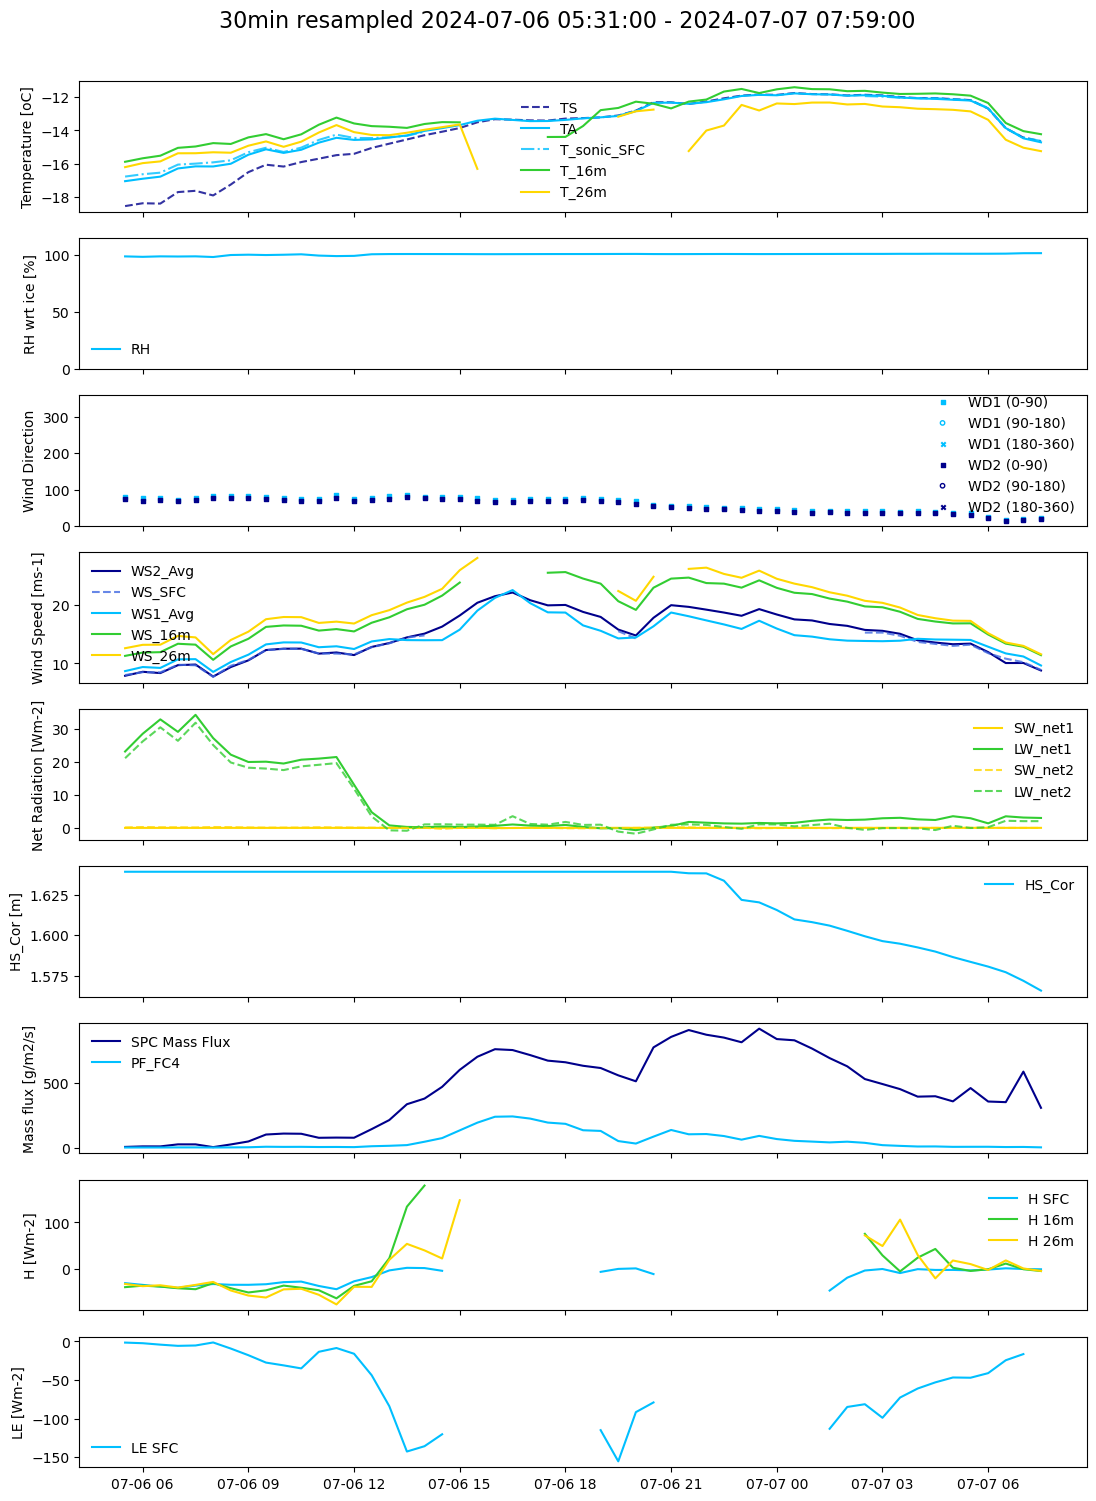 30min resampled 2024-07-06 05:31:00 - 2024-07-07 07:59:00
Temperature [oC]
−12
−14
−16
−18
TS
TA
T_sonic_SFC
T_16m
T_26m
RH wrt ice [%]
100
50
0
RH
Wind Direction
300
200
100
0
WD1 (0-90)
WD1 (90-180)
WD1 (180-360)
WD2 (0-90)
WD2 (90-180)
WD2 (180-360)
Wind Speed [ms-1]
20
10
WS2_Avg
WS_SFC
WS1_Avg
WS_16m
WS_26m
Net Radiation [Wm-2]
30
20
10
0
SW_net1
LW_net1
SW_net2
LW_net2
HS_Cor [m]
1.625
1.600
1.575
HS_Cor
Mass flux [g/m2/s]
500
0
SPC Mass Flux
PF_FC4
H [Wm-2]
100
0
H SFC
H 16m
H 26m
LE [Wm-2]
0
−50
−100
−150
LE SFC
07-06 06
07-06 09
07-06 12
07-06 15
07-06 18
07-06 21
07-07 00
07-07 03
07-07 06